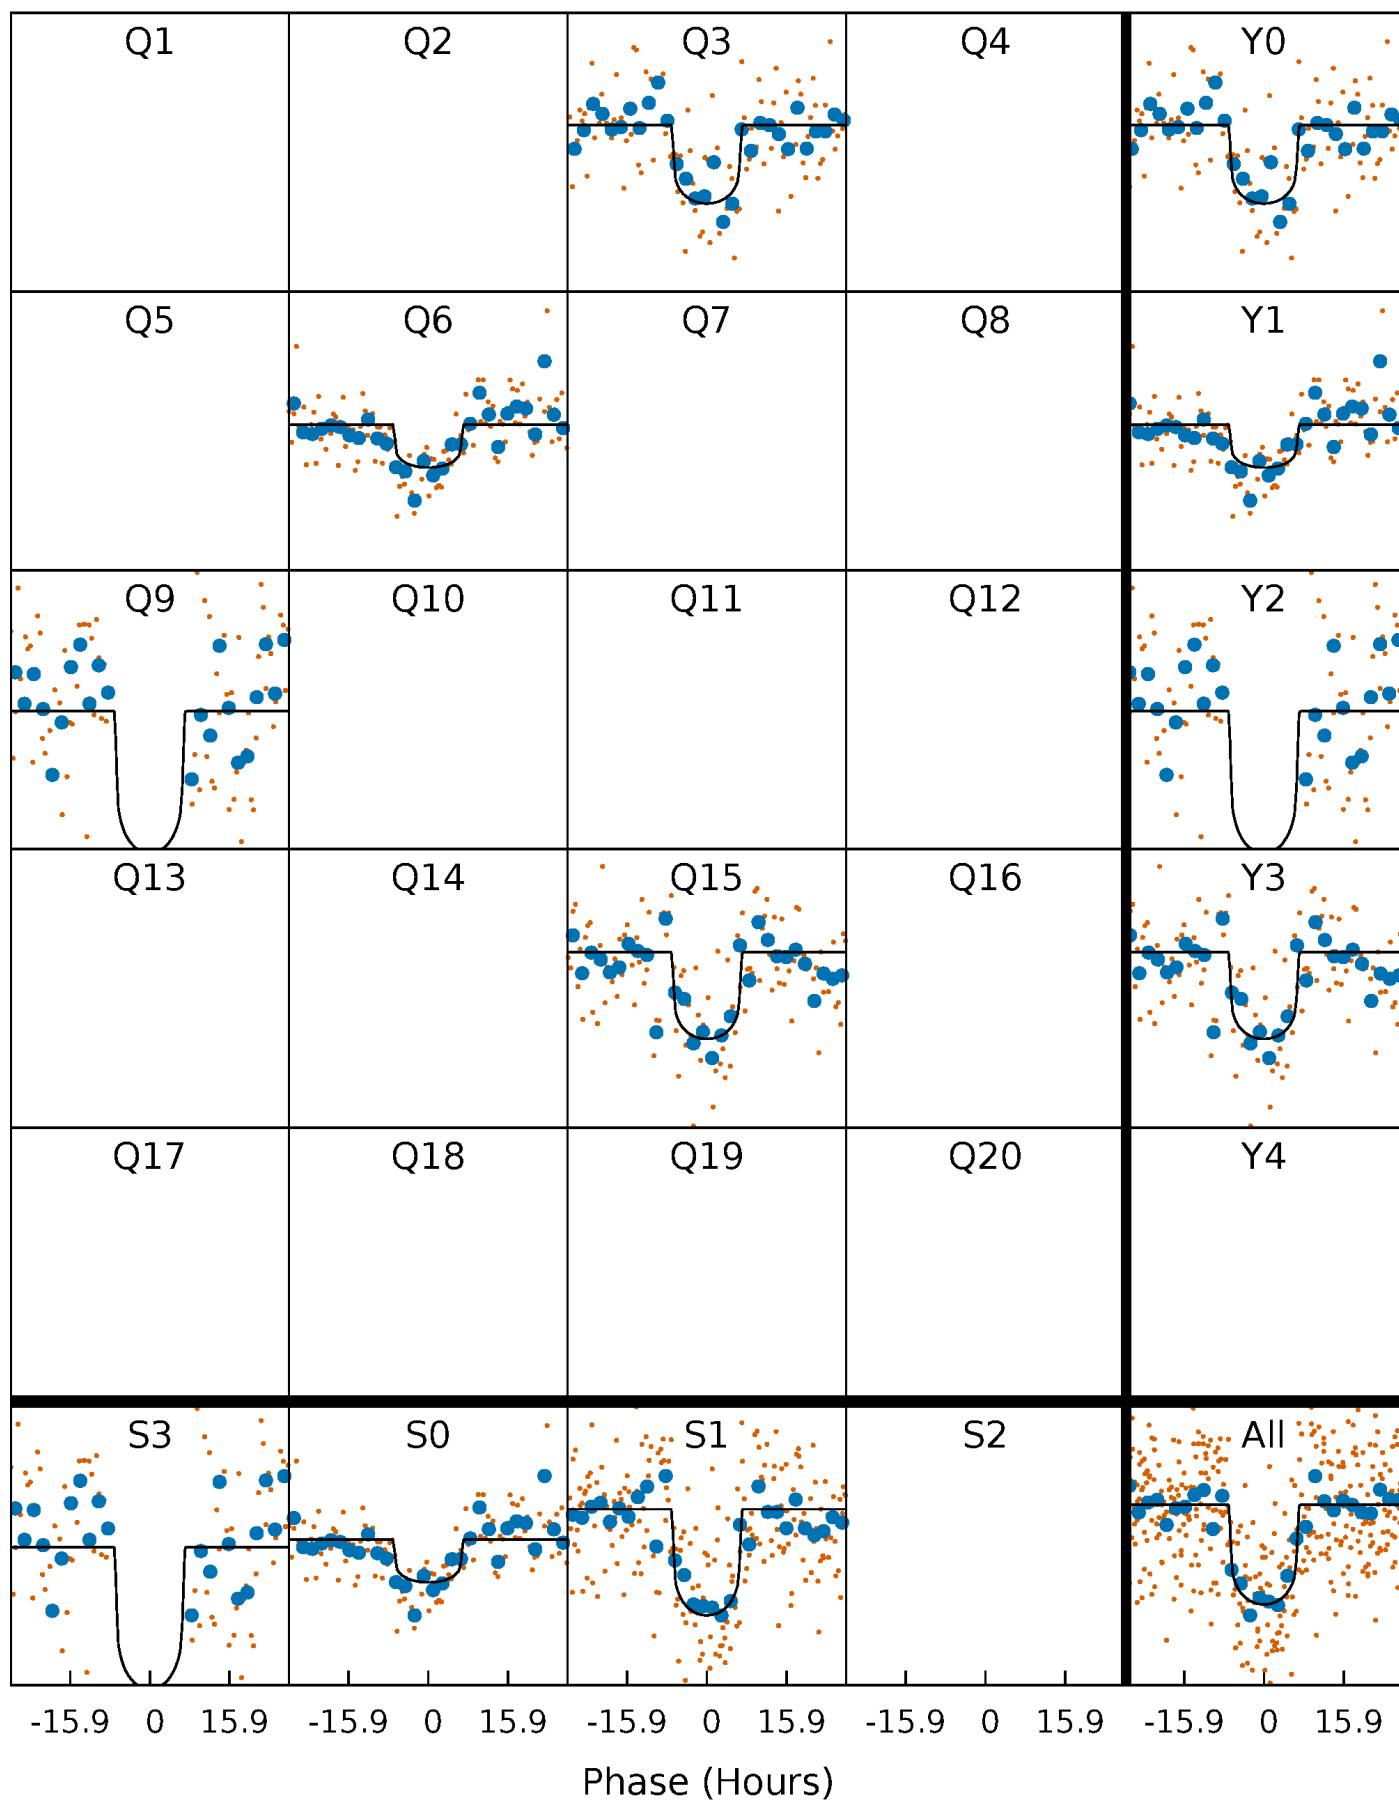 Q1 Q2 Q3 Q4 Y0
Q5 Q6 Q7 Q8 Y1
Q9 Q10 Q11 Q12 Y2
Q13 Q14 Q15 Q16 Y3
Q17 Q18 Q19 Q20 Y4
S3 S0 S1 S2 All
-15.9 0 15.9 -15.9 0 15.9 -15.9 0 15.9 -15.9 0 15.9 -15.9 0 15.9
Phase (Hours)